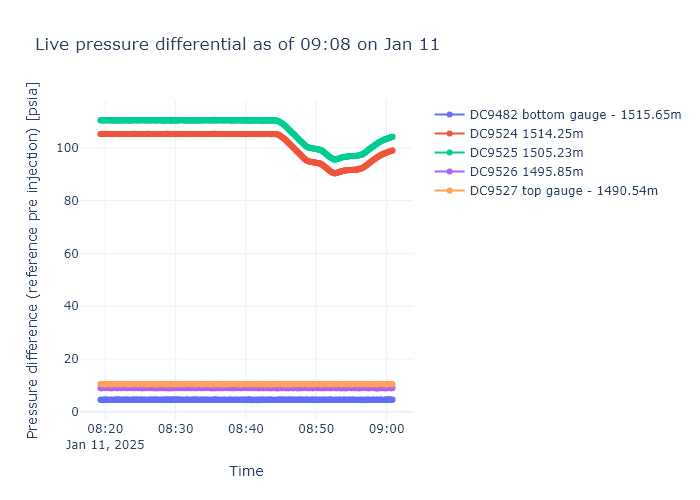 Live pressure differential as of 09:08 on Jan 11
Pressure difference (reference pre injection) [psia]
100
80
60
40
20
0
08:20
08:30
08:40
08:50
09:00
Jan 11, 2025
Time
DC9482 bottom gauge - 1515.65m
DC9524 1514.25m
DC9525 1505.23m
DC9526 1495.85m
DC9527 top gauge - 1490.54m